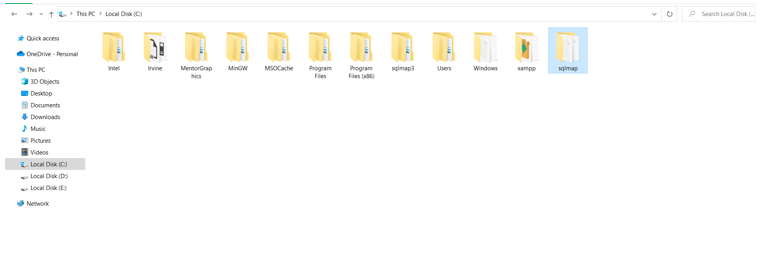 This PC > Local Disk (C:)
Search Local Disk (...
Quick access
OneDrive - Personal
This PC
3D Objects
Desktop
Documents
Downloads
Music
Pictures
Videos
Local Disk (C:)
Local Disk (D:)
Local Disk (E:)
Network
Intel
Irvine
MentorGra
phics
MinGW
MSOCache
Program
Files
Program
Files (x86)
sqlmap3
Users
Windows
xampp
sqlmap